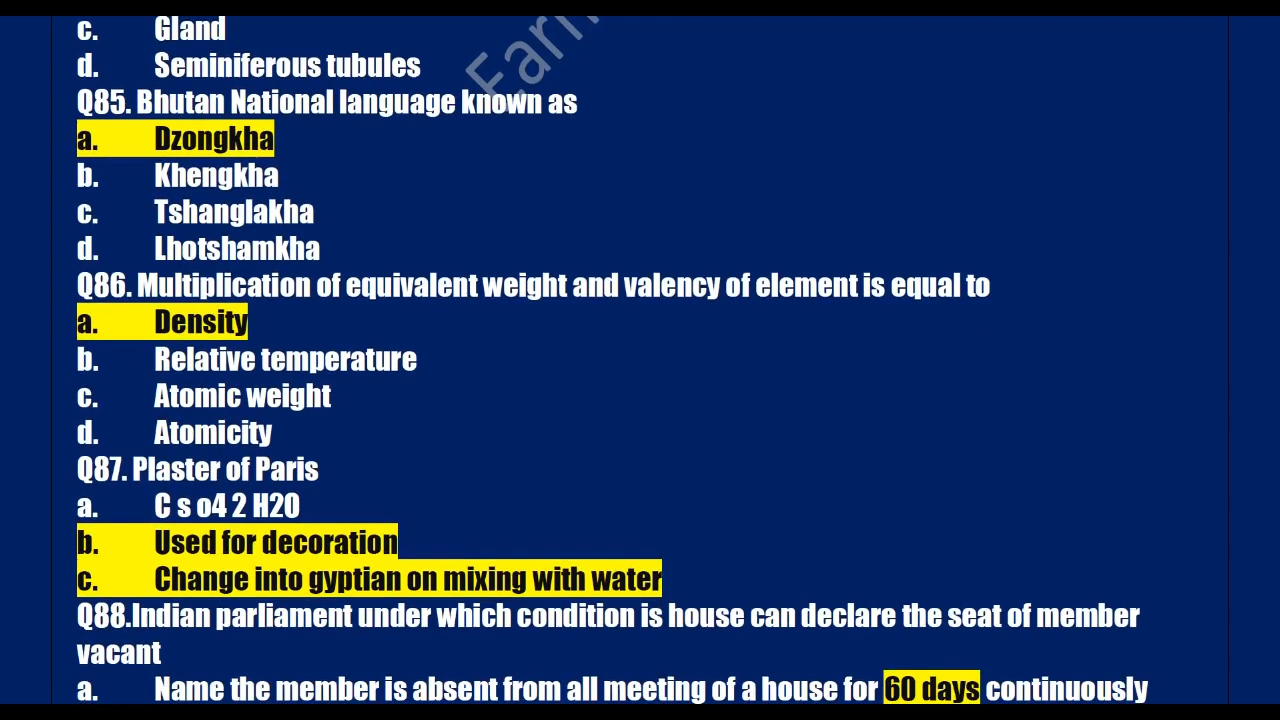 c. Gland
d. Seminiferous tubules
Earn
Q85. Bhutan National language known as
a. Dzongkha
b. Khengkha
c. Tshanglakha
d. Lhotshamkha
Q86. Multiplication of equivalent weight and valency of element is equal to
a. Density
b. Relative temperature
c. Atomic weight
d. Atomicity
Q87. Plaster of Paris
a. C s o4 2 H2O
b. Used for decoration
c. Change into gyptian on mixing with water
Q88.Indian parliament under which condition is house can declare the seat of member
vacant
a. Name the member is absent from all meeting of a house for 60 days continuously